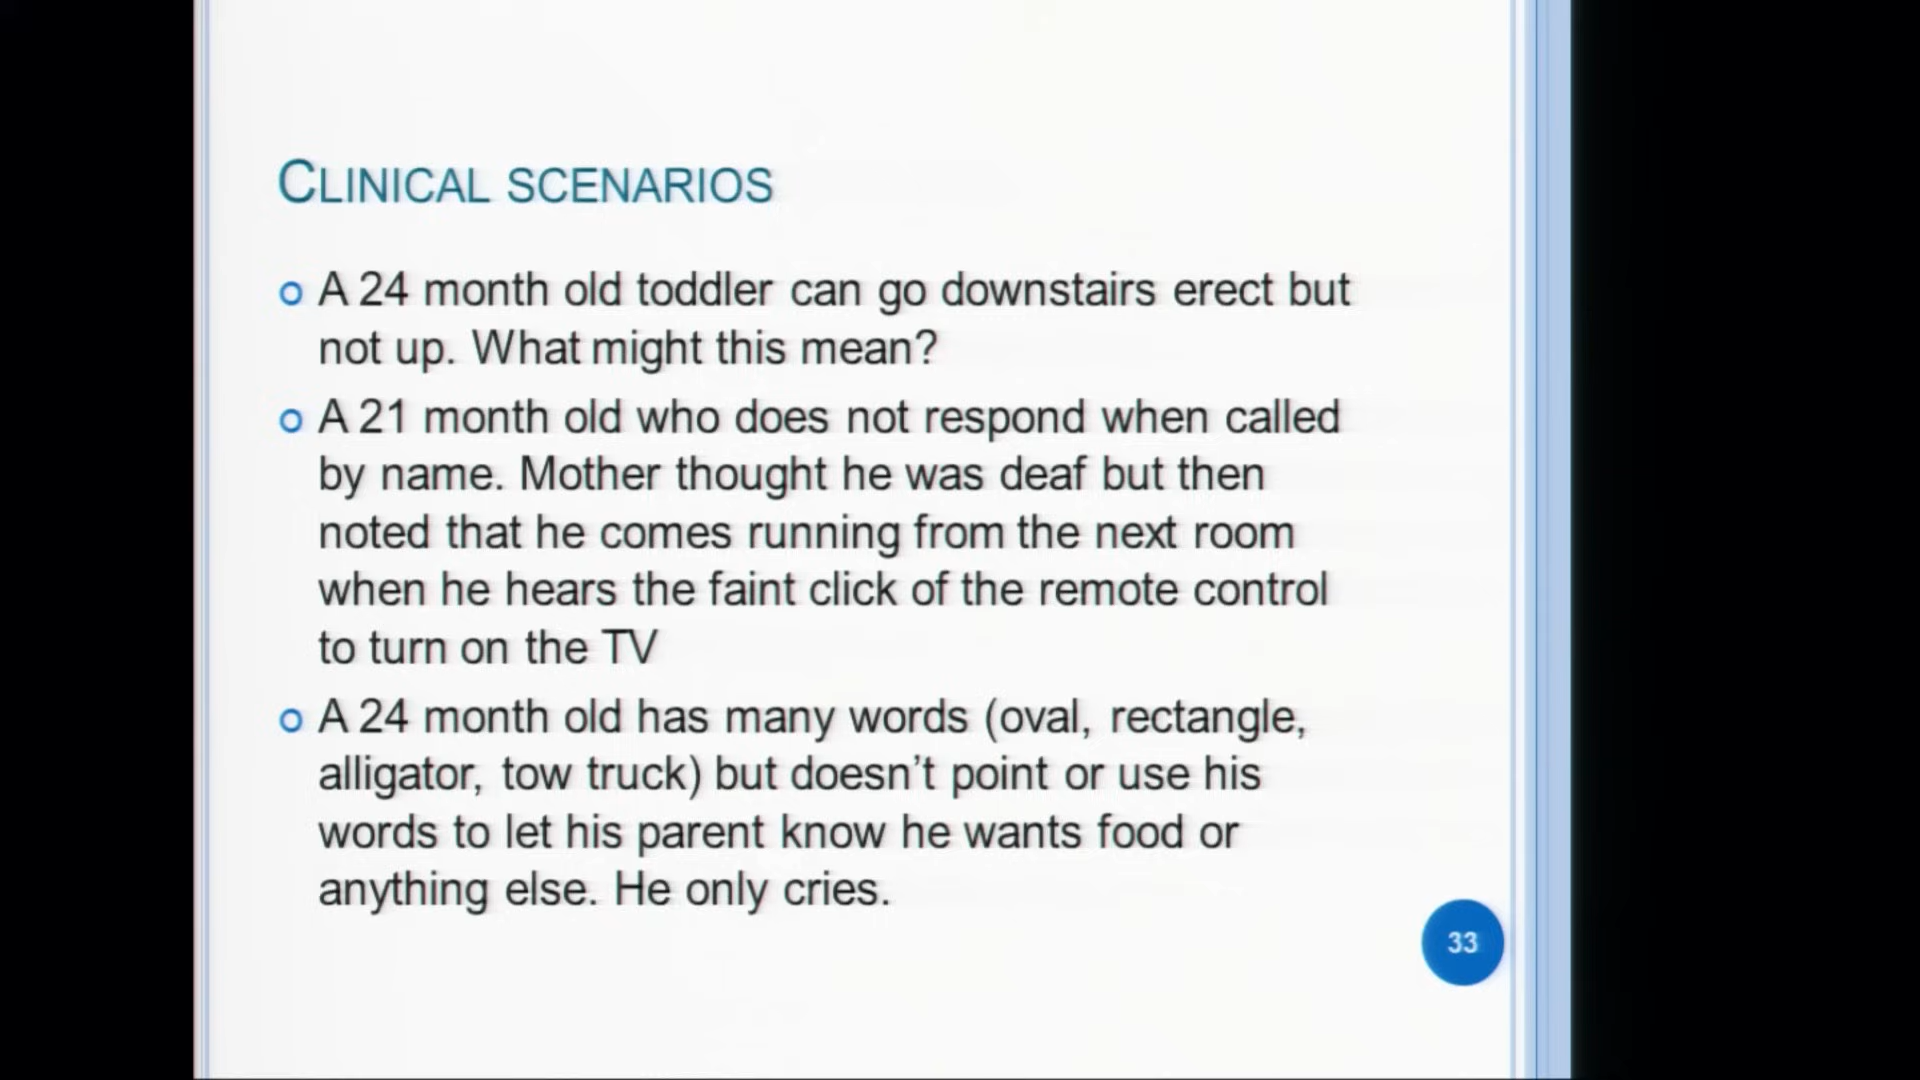 CLINICAL SCENARIOS
A 24 month old toddler can go downstairs erect but
not up. What might this mean?
A 21 month old who does not respond when called
by name. Mother thought he was deaf but then
noted that he comes running from the next room
when he hears the faint click of the remote control
to turn on the TV
A 24 month old has many words (oval, rectangle,
alligator, tow truck) but doesn’t point or use his
words to let his parent know he wants food or
anything else. He only cries.
33